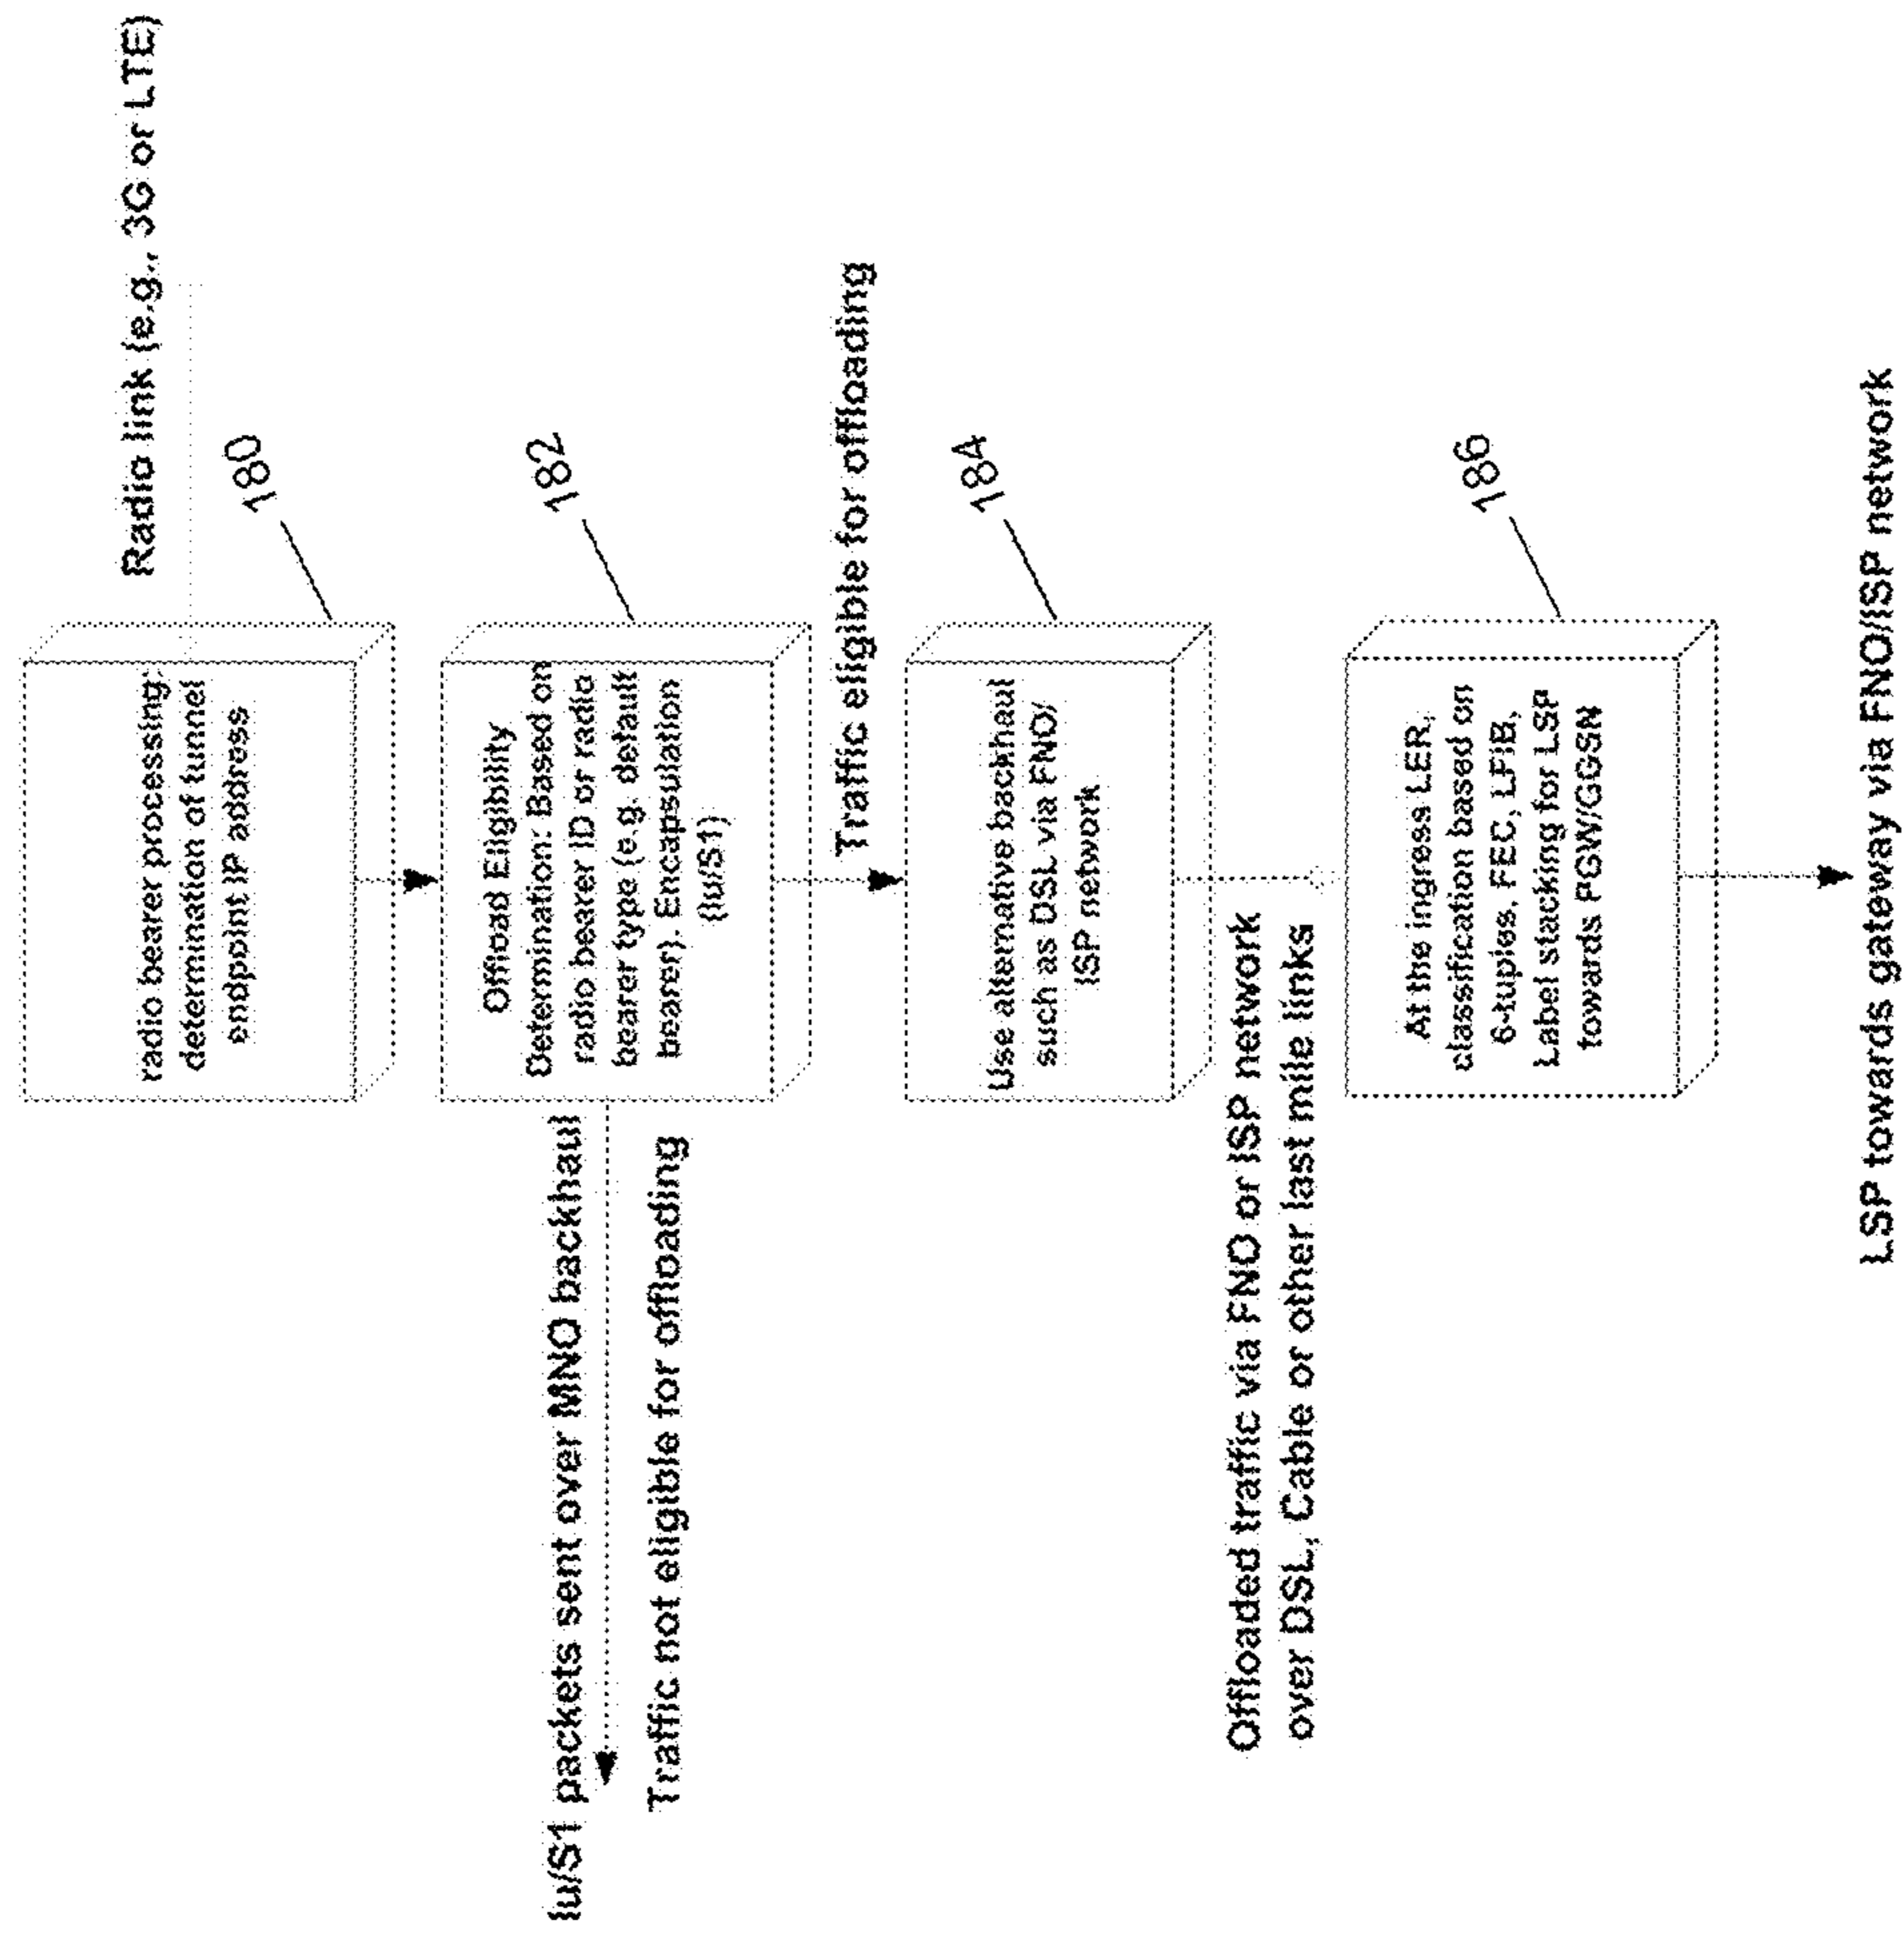 Radio link (e.g., 3G or LTE)
180
radio bearer processing;
determination of tunnel
endpoint IP address
182
Offload Eligibility
Determination: Based on
radio bearer ID or radio
bearer type (e.g. default
bearer). Encapsulation
(Iu/S1)
Iu/S1 packets sent over MNO backhaul
Traffic not eligible for offloading
Traffic eligible for offloading
184
Use alternative backhaul
such as DSL via FNO/
ISP network
Offloaded traffic via FNO or ISP network
over DSL, Cable or other last mile links
186
At the ingress LER,
classification based on
6-tuples, FEC, LFIB,
Label stacking for LSP
towards PGW/GGSN
LSP towards gateway via FNO/ISP network